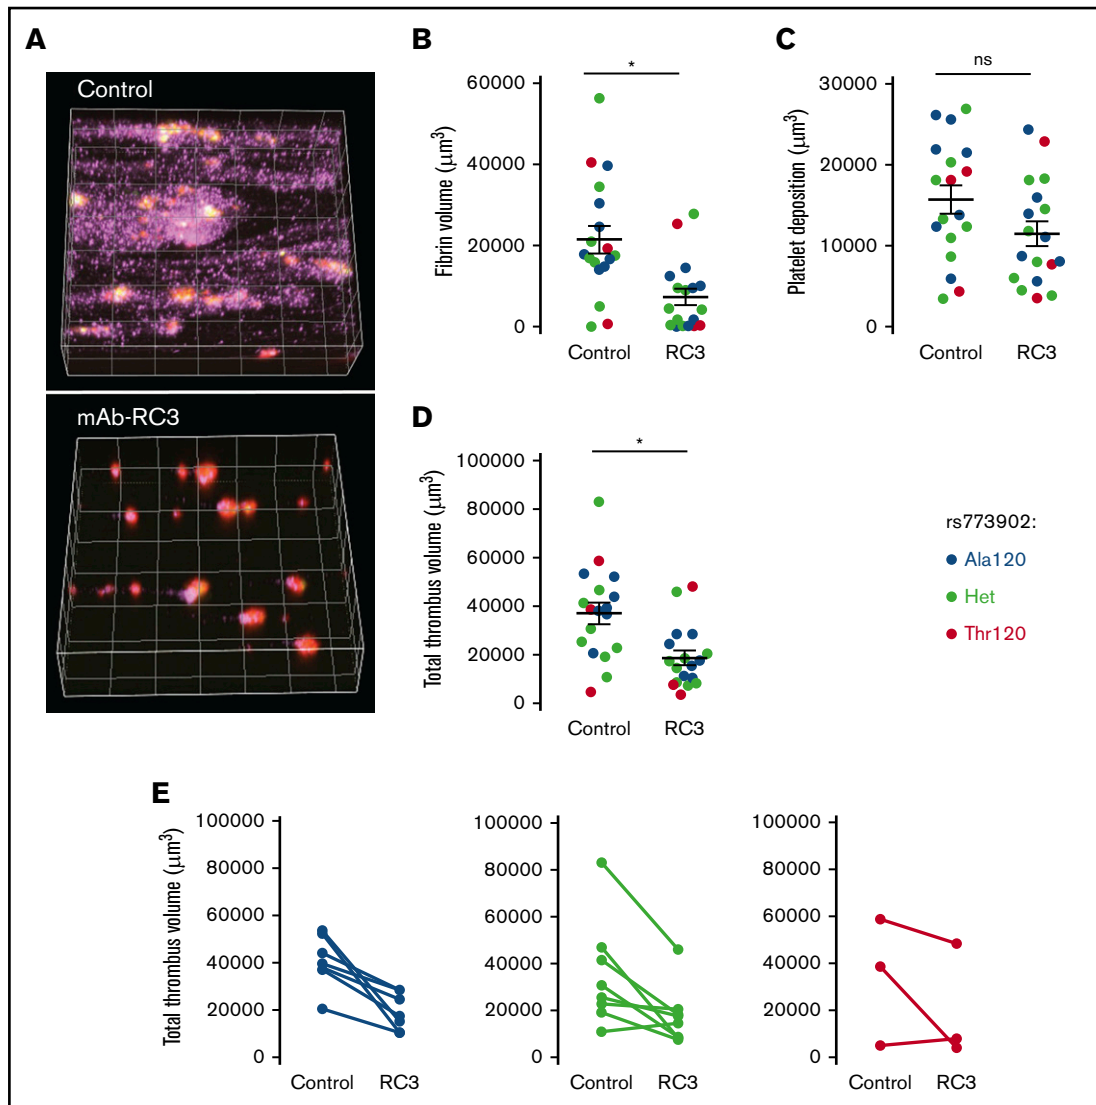 A
Control
mAb-RC3
B
*
Fibrin volume (μm³)
60000
40000
20000
0
Control RC3
C
ns
Platelet deposition (μm³)
30000
20000
10000
0
Control RC3
D
*
Total thrombus volume (μm³)
100000
80000
60000
40000
20000
0
Control RC3
rs773902:
Ala120
Het
Thr120
E
Total thrombus volume (μm³)
100000
80000
60000
40000
20000
0
Control RC3
100000
80000
60000
40000
20000
0
Control RC3
100000
80000
60000
40000
20000
0
Control RC3